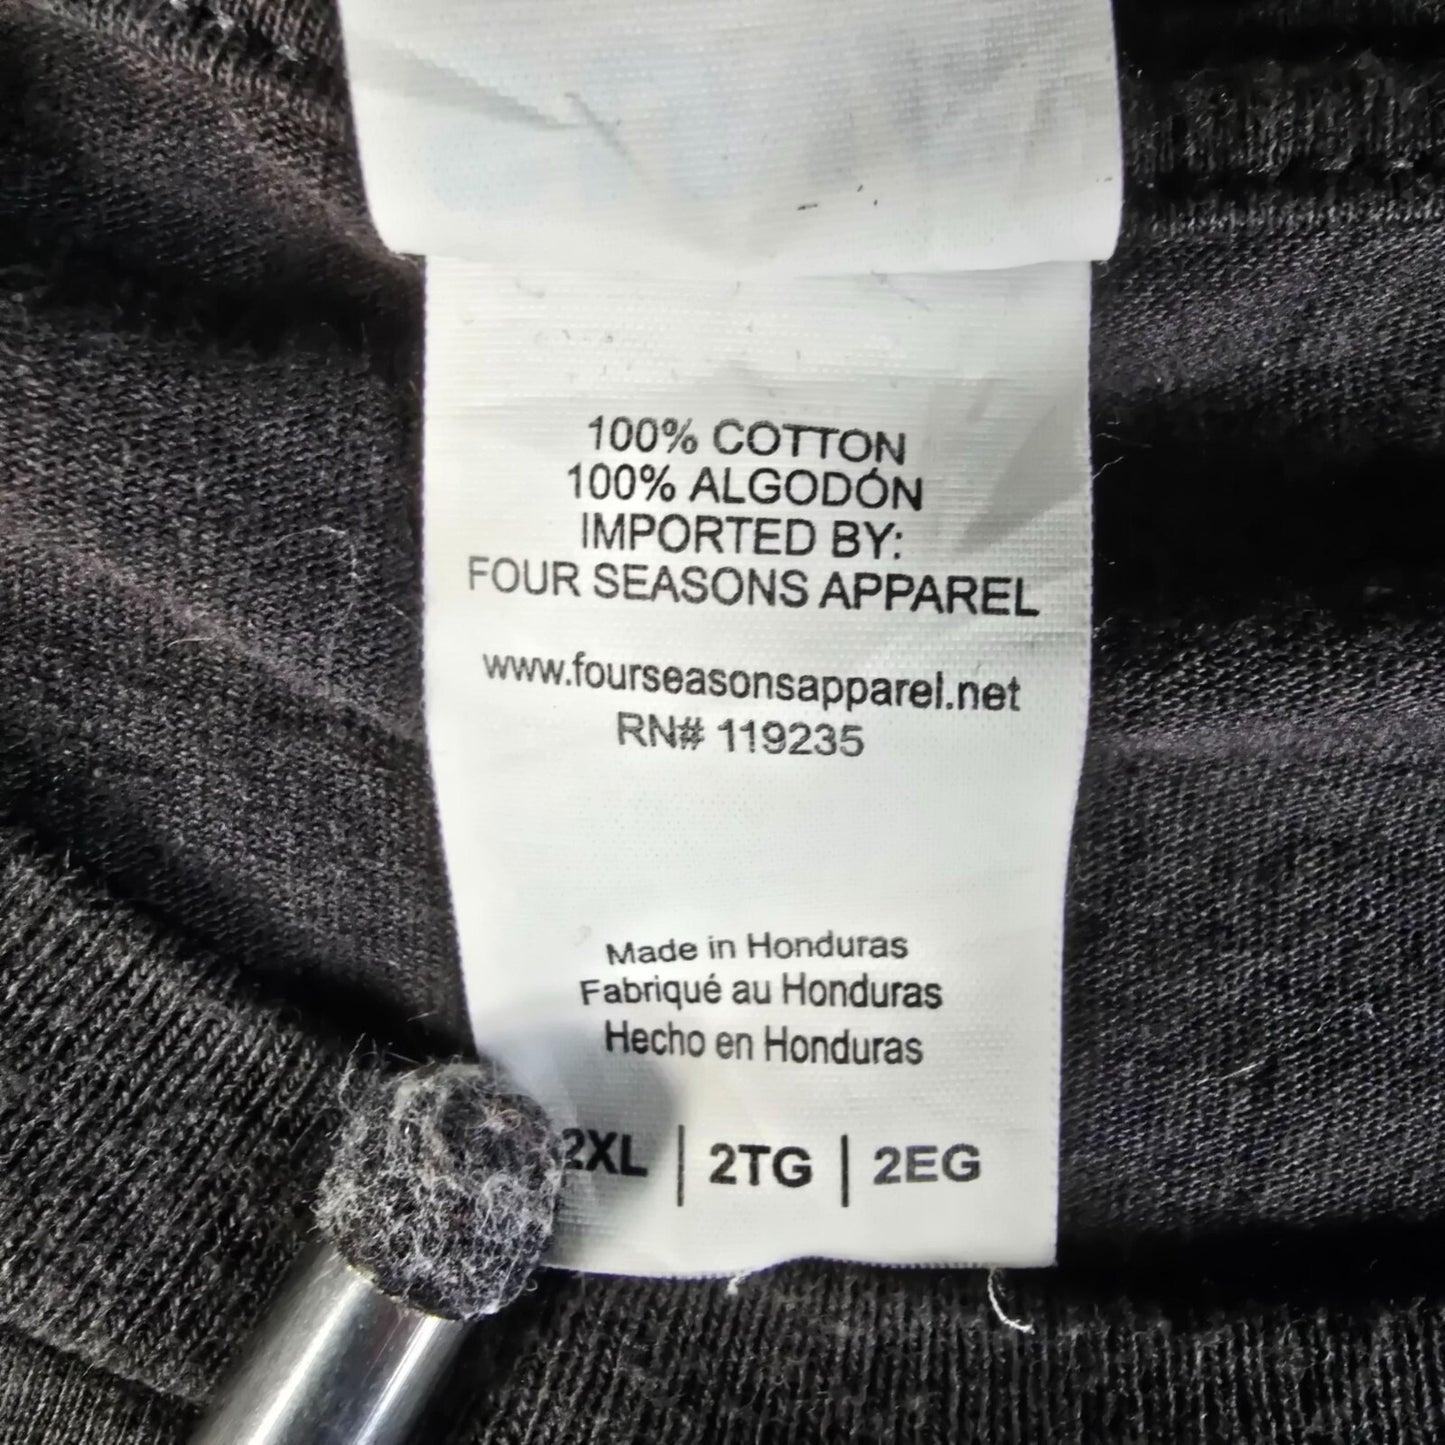 100% COTTON
100% ALGODÓN
IMPORTED BY:
FOUR SEASONS APPAREL
www.fourseasonsapparel.net
RN# 119235
Made in Honduras
Fabriqué au Honduras
Hecho en Honduras
2XL | 2TG | 2EG